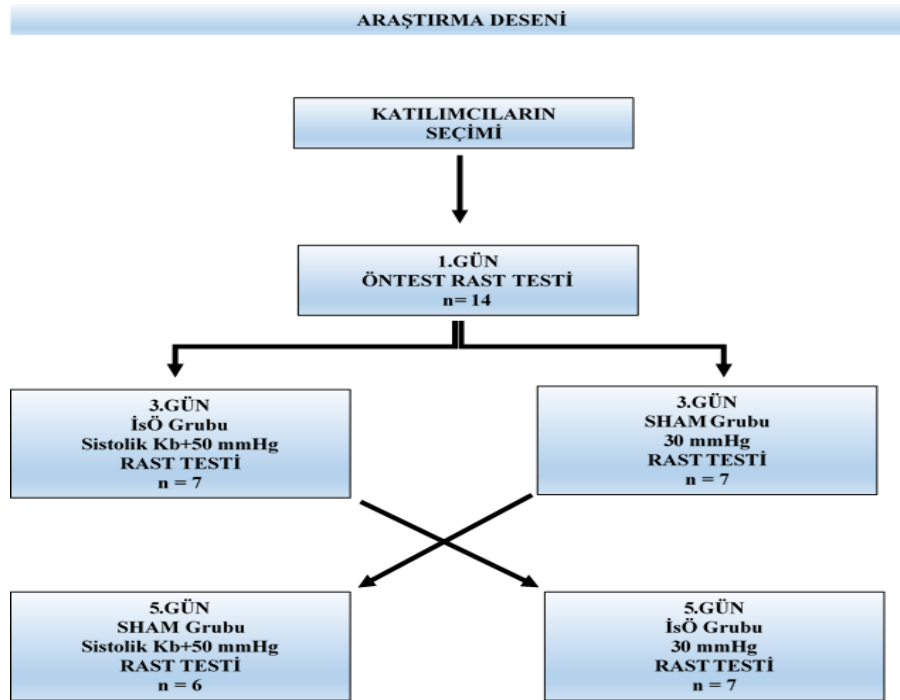 ARAŞTIRMA DESENİ
KATILIMCILARIN
SEÇİMİ
1.GÜN
ÖNTEST RAST TESTİ
n= 14
3.GÜN
İsÖ Grubu
Sistolik Kb+50 mmHg
RAST TESTİ
n = 7
3.GÜN
SHAM Grubu
30 mmHg
RAST TESTİ
n = 7
5.GÜN
SHAM Grubu
Sistolik Kb+50 mmHg
RAST TESTİ
n = 6
5.GÜN
İsÖ Grubu
30 mmHg
RAST TESTİ
n = 7